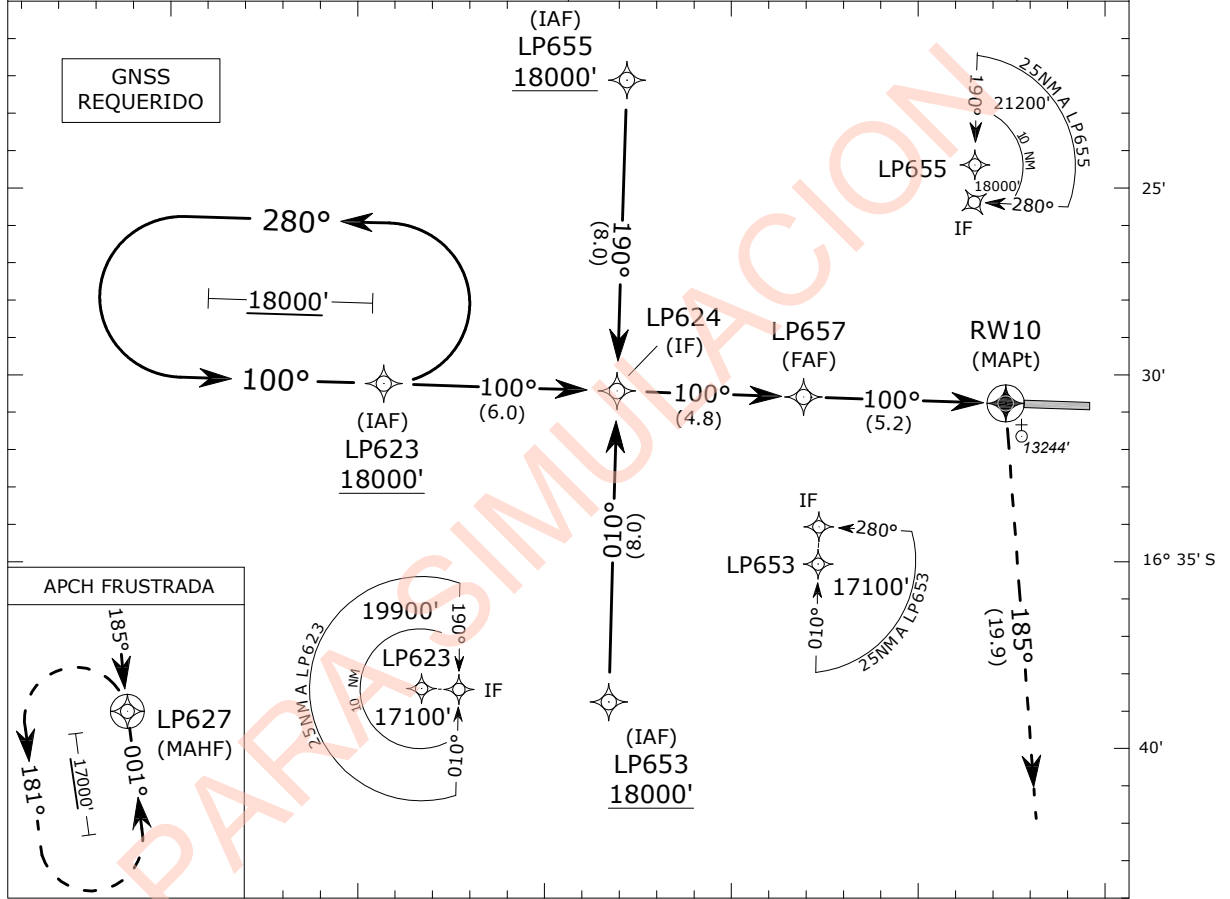 (IAF)
LP655
18000'
GNSS
REQUERIDO
190°
(8.0)
280°
18000'
100°
(IAF)
LP623
18000'
100°
(6.0)
LP624
(IF)
100°
(4.8)
LP657
(FAF)
100°
(5.2)
RW10
(MAPt)
13244'
185°
(19.9)
010°
(8.0)
(IAF)
LP653
18000'
25NM A LP655
190°
21200'
10 NM
LP655
18000'
280°
IF
25'
30'
16° 35' S
40'
IF
280°
LP653
17100'
010°
25NM A LP653
25NM A LP623
19900'
190°
LP623
IF
10 NM
17100'
010°
APCH FRUSTRADA
185°
LP627
(MAHF)
181°
17000'
001°
PARA SIMULACION